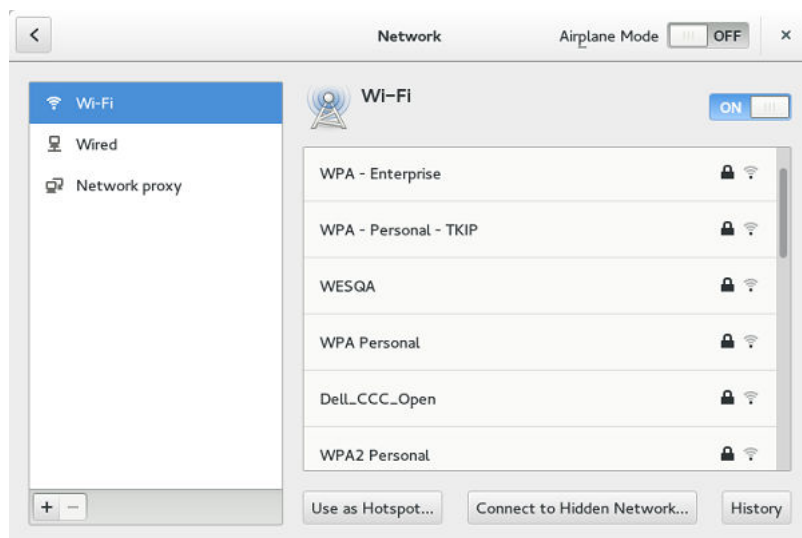 Network
Airplane Mode OFF
Wi-Fi
Wired
Network proxy
Wi-Fi
ON
WPA - Enterprise
WPA - Personal - TKIP
WESQA
WPA Personal
Dell_CCC_Open
WPA2 Personal
Use as Hotspot... Connect to Hidden Network... History